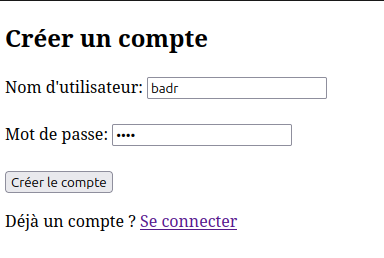 Créer un compte
Nom d'utilisateur: badr
Mot de passe: ••••
Créer le compte
Déjà un compte ? Se connecter